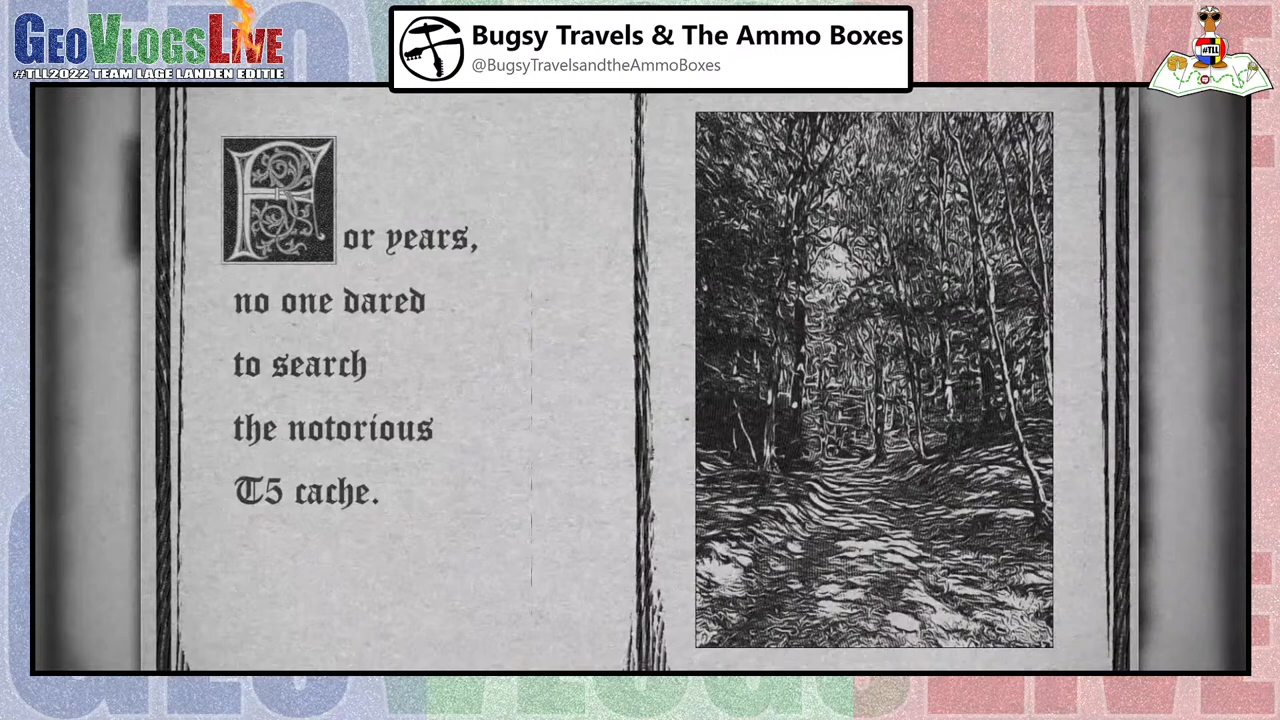 GEOVLOGSLIVE
#TLL2022 TEAM LAGE LANDEN EDITIE
Bugsy Travels & The Ammo Boxes
@BugsyTravelsandtheAmmoBoxes
#TLL
For years,
no one dared
to search
the notorious
T5 cache.